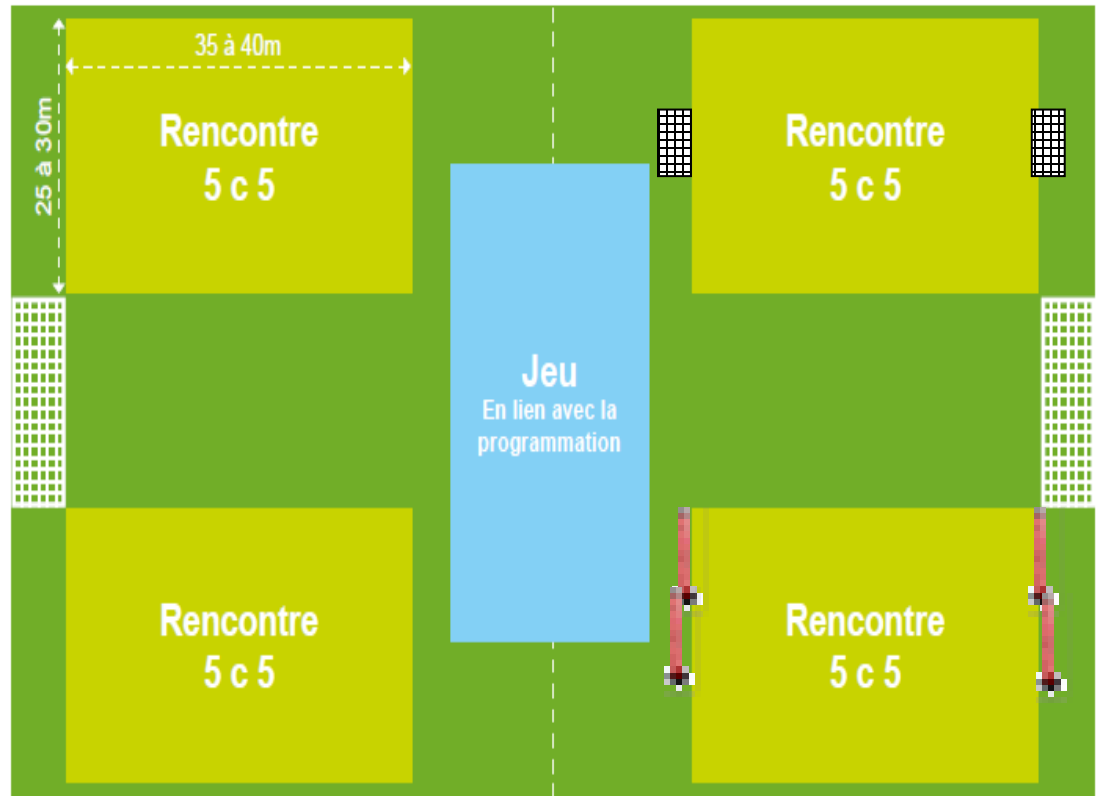 35 à 40m
25 à 30m
Rencontre
5 c 5
Rencontre
5 c 5
Jeu
En lien avec la
programmation
Rencontre
5 c 5
Rencontre
5 c 5